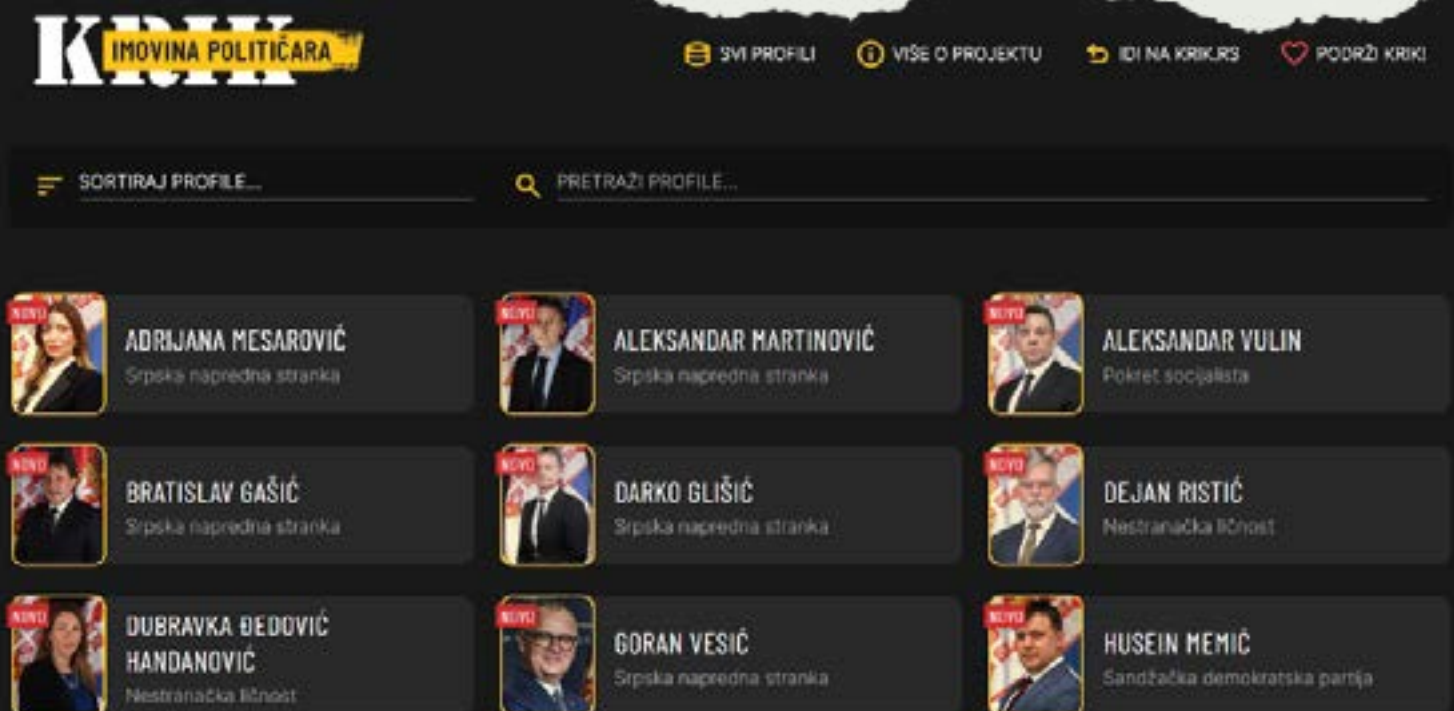 KRIK
IMOVINA POLITIČARA
SVI PROFILI
VIŠE O PROJEKTU
IDI NA KRIK.RS
PODRŽI KRIK!
SORTIRAJ PROFILE...
PRETRAŽI PROFILE...
NOVO
ADRIJANA MESAROVIĆ
Srpska napredna stranka
NOVO
ALEKSANDAR MARTINOVIĆ
Srpska napredna stranka
NOVO
ALEKSANDAR VULIN
Pokret socijalista
NOVO
BRATISLAV GAŠIĆ
Srpska napredna stranka
NOVO
DARKO GLIŠIĆ
Srpska napredna stranka
NOVO
DEJAN RISTIĆ
Nestranačka ličnost
NOVO
DUBRAVKA ĐEDOVIĆ
HANDANOVIĆ
Nestranačka ličnost
NOVO
GORAN VESIĆ
Srpska napredna stranka
NOVO
HUSEIN MEMIĆ
Sandžačka demokratska partija